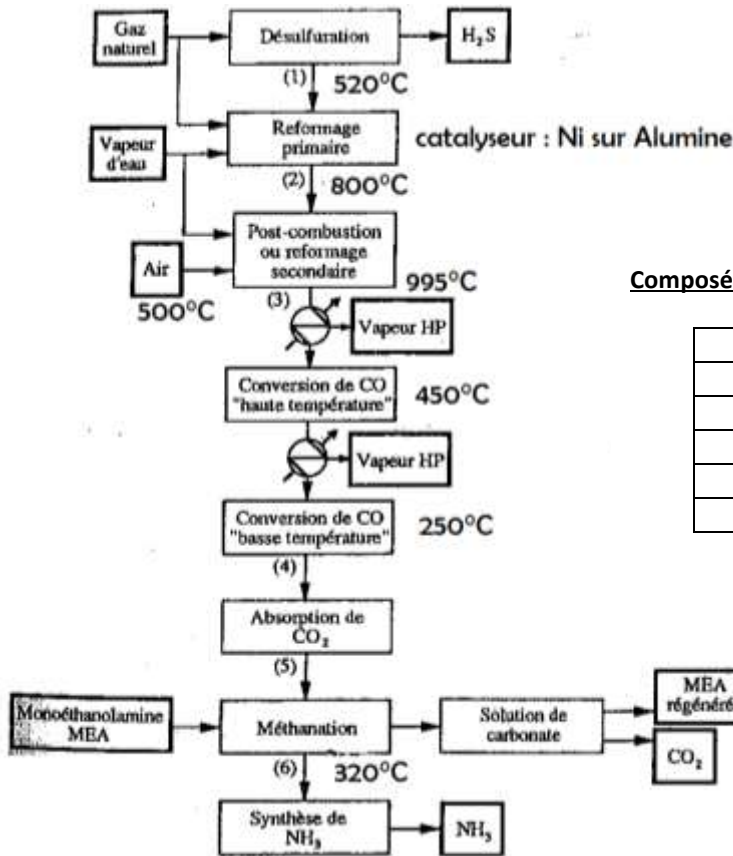 Gaz
naturel
Désulfuration
H₂S
(1)
520°C
Vapeur
d'eau
Reformage
primaire
catalyseur : Ni sur Alumine
(2)
800°C
Post-combustion
ou reformage
secondaire
Air
500°C
995°C
(3)
Vapeur HP
Composé
Conversion de CO
"haute température"
450°C
Vapeur HP
Conversion de CO
"basse température"
250°C
(4)
Absorption de
CO₂
(5)
Monoéthanolamine
MEA
Méthanation
Solution de
carbonate
MEA
régénéré
CO₂
(6)
320°C
Synthèse de
NH₃
NH₃